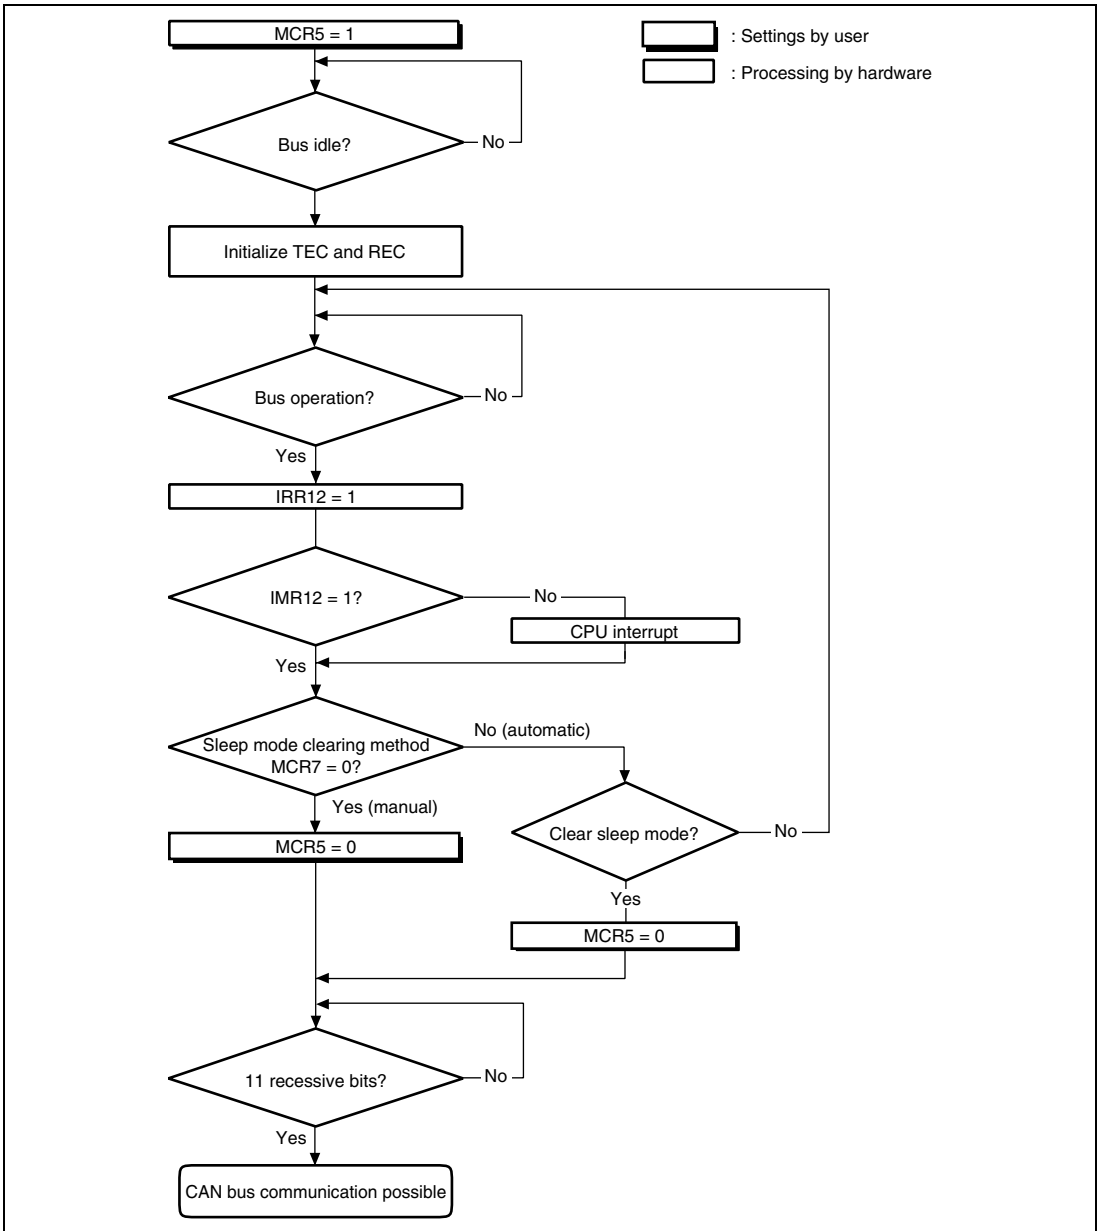 MCR5 = 1
: Settings by user
: Processing by hardware
Bus idle?
No
Initialize TEC and REC
Bus operation?
No
Yes
IRR12 = 1
IMR12 = 1?
No
CPU interrupt
Yes
No (automatic)
Sleep mode clearing method
MCR7 = 0?
Yes (manual)
Clear sleep mode?
No
MCR5 = 0
Yes
MCR5 = 0
11 recessive bits?
No
Yes
CAN bus communication possible